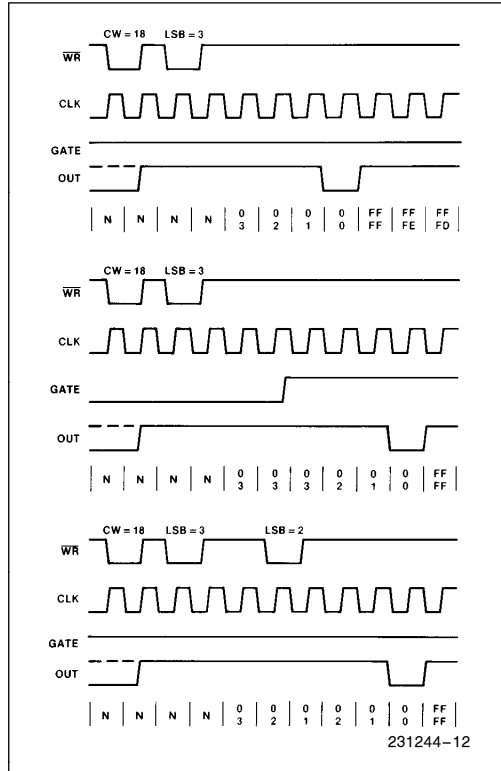 CW = 18 LSB = 3
WR
CLK
GATE
OUT
N N N N 0 0 0 0 FF FF FF
3 2 1 0 FF FE FD
CW = 18 LSB = 3
WR
CLK
GATE
OUT
N N N N 0 0 0 0 0 0 FF
3 3 3 2 1 0 FF
CW = 18 LSB = 3 LSB = 2
WR
CLK
GATE
OUT
N N N N 0 0 0 0 0 0 FF
3 2 1 2 1 0 FF
231244-12